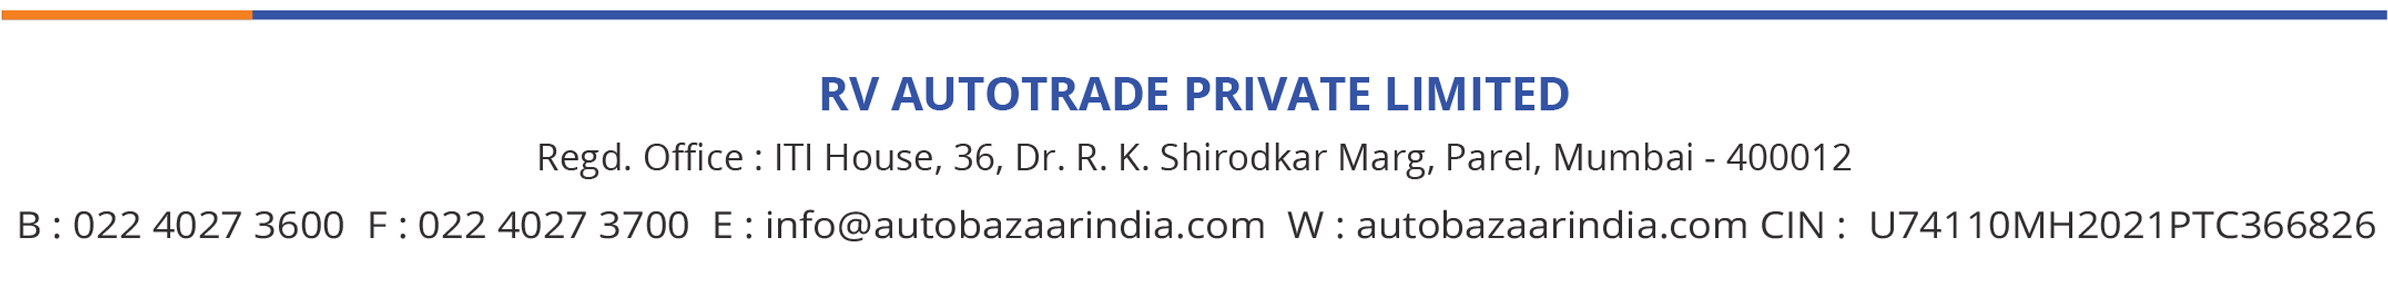 RV AUTOTRADE PRIVATE LIMITED
Regd. Office : ITI House, 36, Dr. R. K. Shirodkar Marg, Parel, Mumbai - 400012
B : 022 4027 3600 F : 022 4027 3700 E : info@autobazaarindia.com W : autobazaarindia.com CIN : U74110MH2021PTC366826